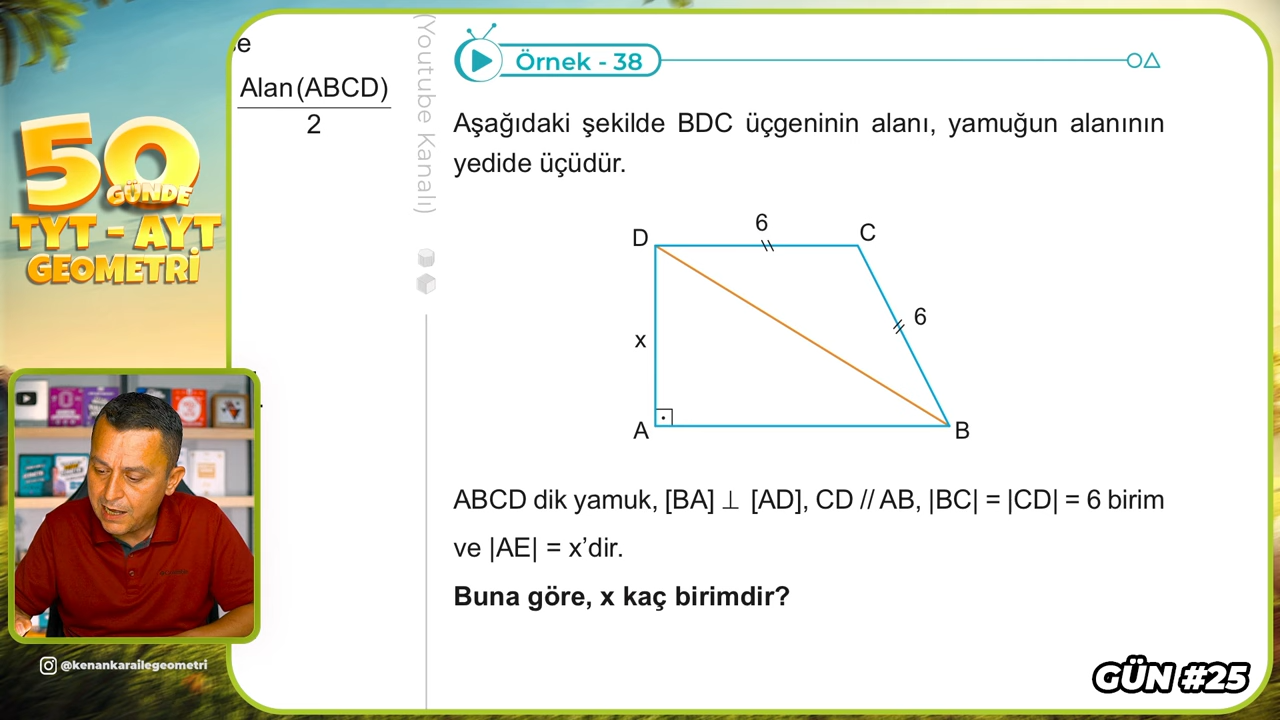 50
GÜNDE
TYT - AYT
GEOMETRİ
@kenankarailegeometri
e
Alan(ABCD)
2
(Youtube Kanalı)
Örnek - 38
Aşağıdaki şekilde BDC üçgeninin alanı, yamuğun alanının
yedide üçüdür.
6
D
C
6
x
A
B
ABCD dik yamuk, [BA] ⊥ [AD], CD // AB, |BC| = |CD| = 6 birim
ve |AE| = x’dir.
Buna göre, x kaç birimdir?
GÜN #25